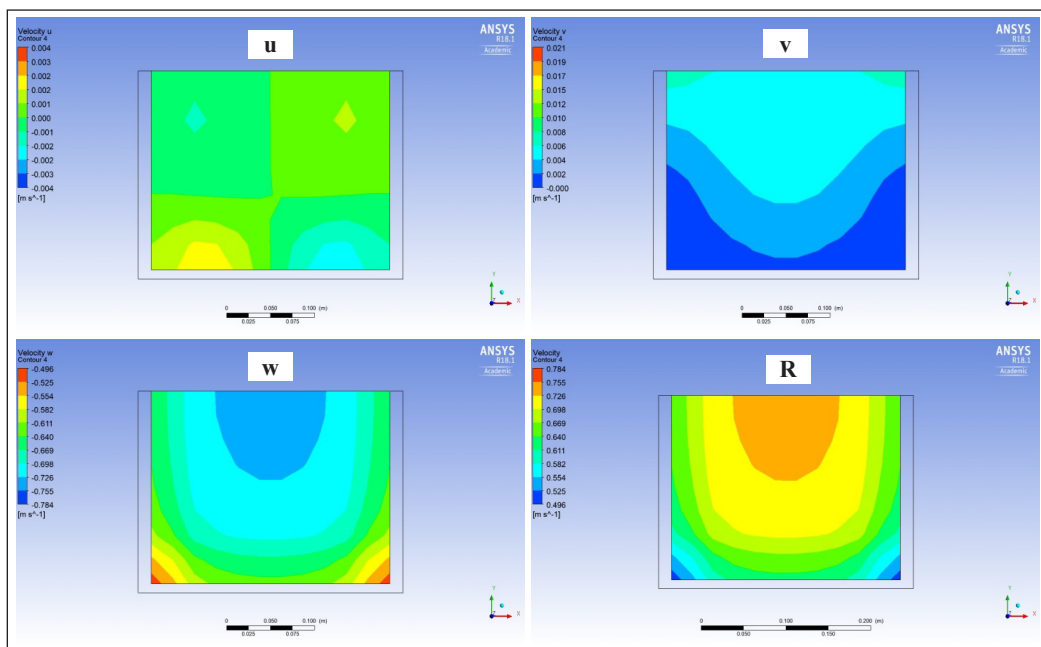 Velocity u
Contour 4
0.004
0.003
0.002
0.002
0.001
0.000
-0.001
-0.002
-0.002
-0.003
-0.004
[m s^-1]
u
ANSYS
R18.1
Academic
0
0.050
0.100
(m)
0.025
0.075
Y
X
Z
Velocity v
Contour 4
0.021
0.019
0.017
0.015
0.012
0.010
0.008
0.006
0.004
0.002
-0.000
[m s^-1]
v
ANSYS
R18.1
Academic
0
0.050
0.100
(m)
0.025
0.075
Y
X
Z
Velocity w
Contour 4
-0.496
-0.525
-0.554
-0.582
-0.611
-0.640
-0.669
-0.698
-0.726
-0.755
-0.784
[m s^-1]
w
ANSYS
R18.1
Academic
0
0.050
0.100
(m)
0.025
0.075
Y
X
Z
Velocity
Contour 4
0.784
0.755
0.726
0.698
0.669
0.640
0.611
0.582
0.554
0.525
0.496
[m s^-1]
R
ANSYS
R18.1
Academic
0
0.100
0.200
(m)
0.050
0.150
Y
X
Z